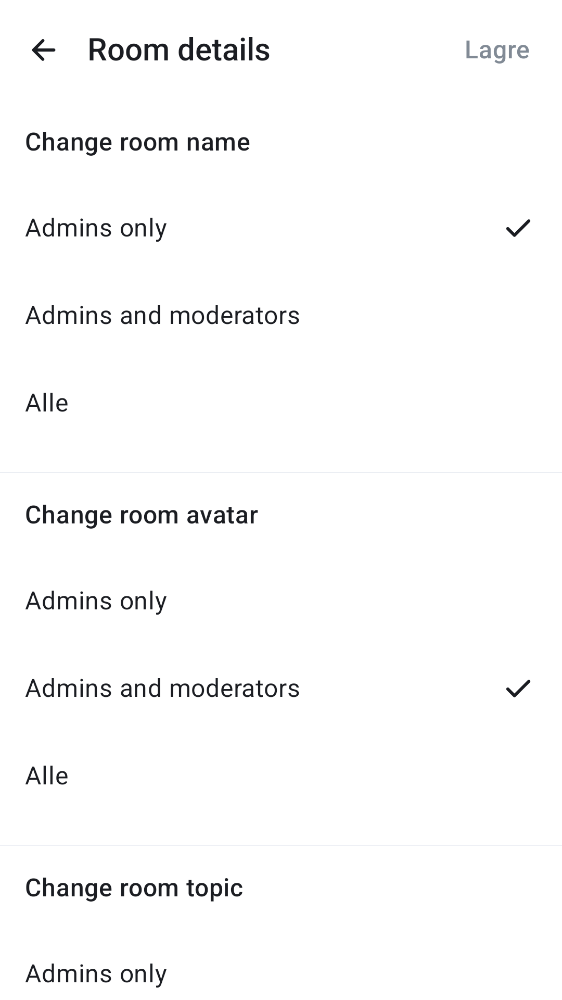 Room details
Lagre
Change room name
Admins only
Admins and moderators
Alle
Change room avatar
Admins only
Admins and moderators
Alle
Change room topic
Admins only